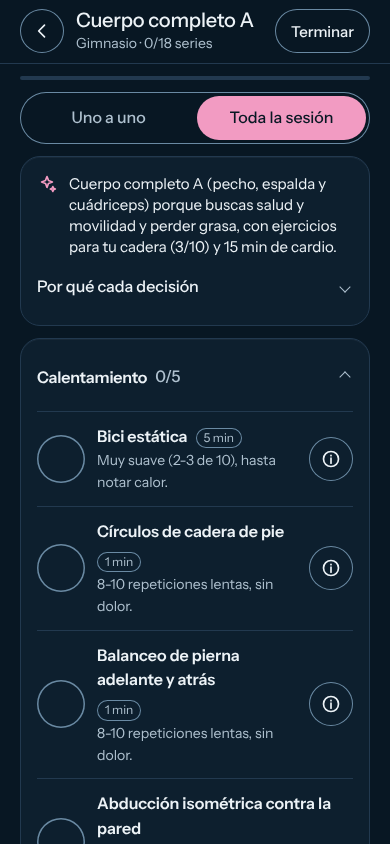 Cuerpo completo A
Gimnasio · 0/18 series
Terminar
Uno a uno
Toda la sesión
Cuerpo completo A (pecho, espalda y
cuádriceps) porque buscas salud y
movilidad y perder grasa, con ejercicios
para tu cadera (3/10) y 15 min de cardio.
Por qué cada decisión
Calentamiento 0/5
Bici estática 5 min
Muy suave (2-3 de 10), hasta
notar calor.
Círculos de cadera de pie
1 min
8-10 repeticiones lentas, sin
dolor.
Balanceo de pierna
adelante y atrás
1 min
8-10 repeticiones lentas, sin
dolor.
Abducción isométrica contra la
pared